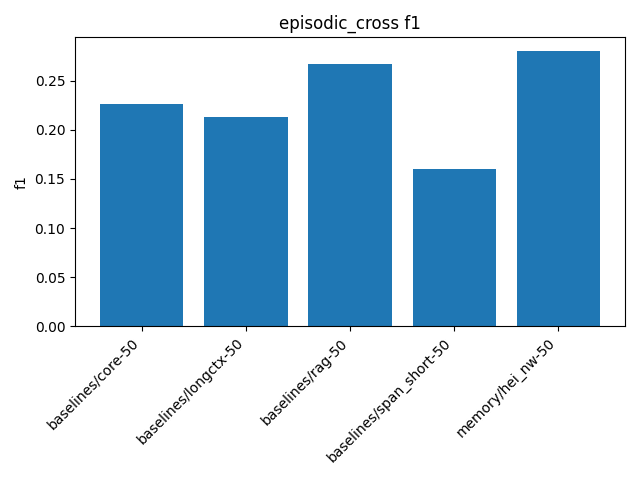 episodic_cross f1
f1
0.25
0.20
0.15
0.10
0.05
0.00
baselines/core-50
baselines/longctx-50
baselines/rag-50
baselines/span_short-50
memory/hei_nw-50